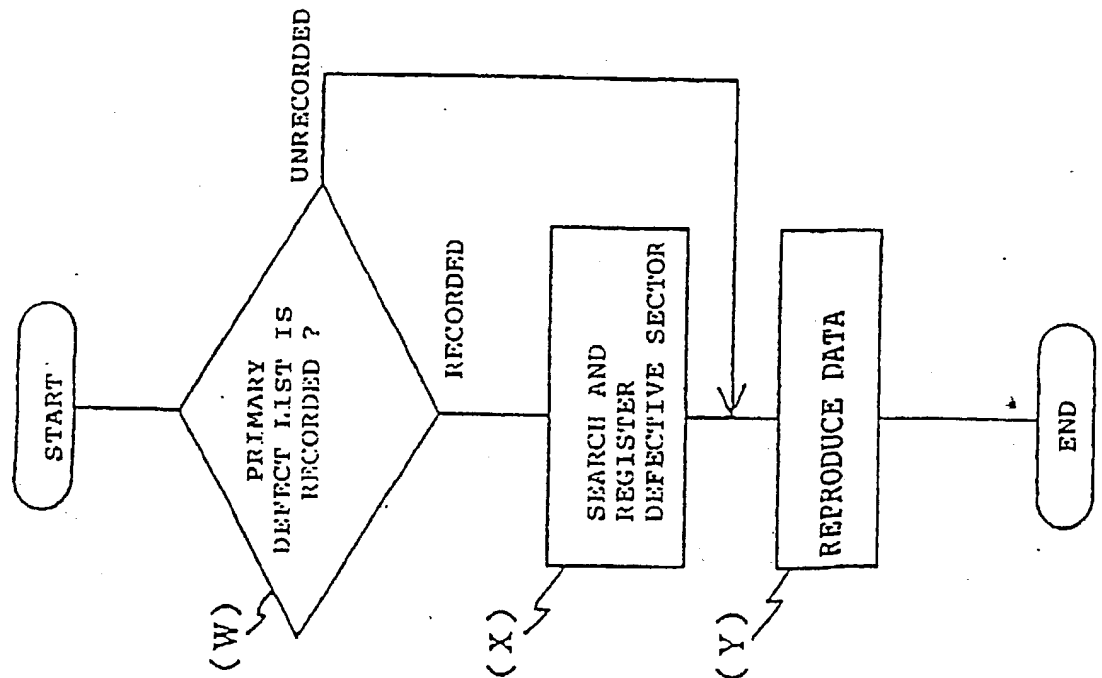 START
PRIMARY
DEFECT LIST IS
RECORDED ?
UNRECORDED
(W)
RECORDED
SEARCH AND
REGISTER
DEFECTIVE SECTOR
(X)
REPRODUCE DATA
(Y)
END